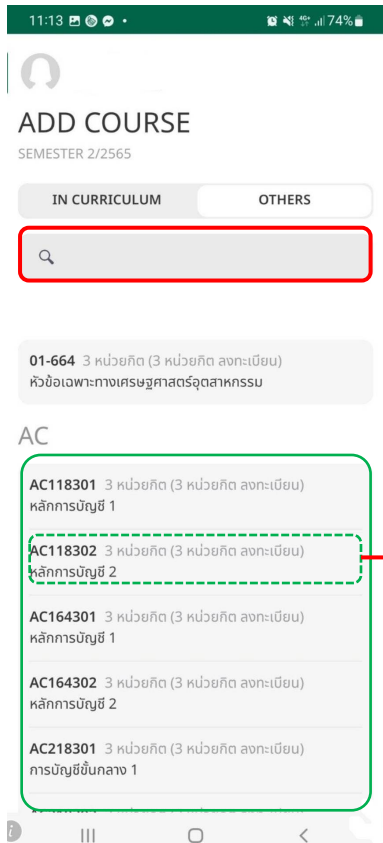 11:13 4G+ 74%
ADD COURSE
SEMESTER 2/2565
IN CURRICULUM OTHERS
01-664 3 หน่วยกิต (3 หน่วยกิต ลงทะเบียน)
หัวข้อเฉพาะทางเศรษฐศาสตร์อุตสาหกรรม
AC
AC118301 3 หน่วยกิต (3 หน่วยกิต ลงทะเบียน)
หลักการบัญชี 1
AC118302 3 หน่วยกิต (3 หน่วยกิต ลงทะเบียน)
หลักการบัญชี 2
AC164301 3 หน่วยกิต (3 หน่วยกิต ลงทะเบียน)
หลักการบัญชี 1
AC164302 3 หน่วยกิต (3 หน่วยกิต ลงทะเบียน)
หลักการบัญชี 2
AC218301 3 หน่วยกิต (3 หน่วยกิต ลงทะเบียน)
การบัญชีขั้นกลาง 1